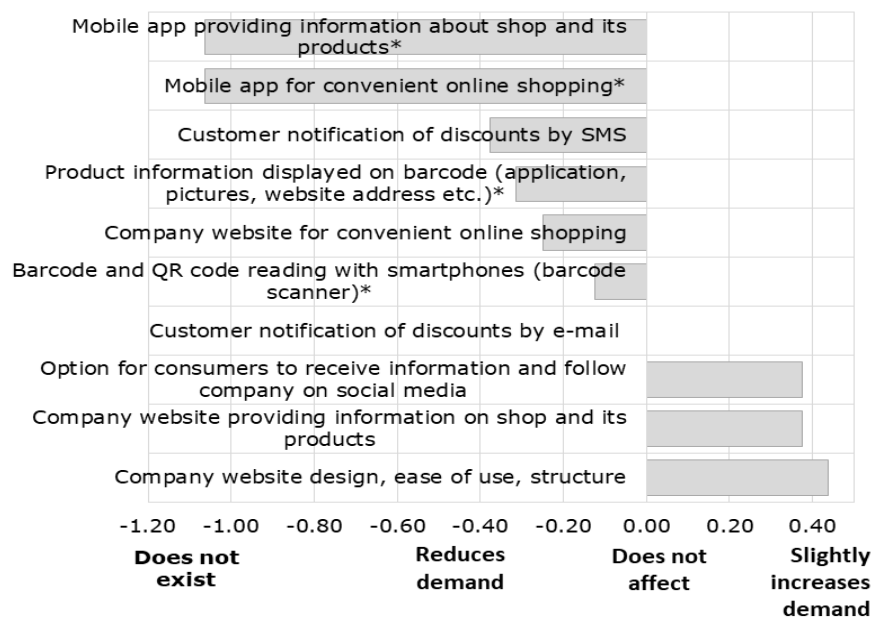 Mobile app providing information about shop and its
products*
Mobile app for convenient online shopping*
Customer notification of discounts by SMS
Product information displayed on barcode (application,
pictures, website address etc.)*
Company website for convenient online shopping
Barcode and QR code reading with smartphones (barcode
scanner)*
Customer notification of discounts by e-mail
Option for consumers to receive information and follow
company on social media
Company website providing information on shop and its
products
Company website design, ease of use, structure
-1.20 -1.00 -0.80 -0.60 -0.40 -0.20 0.00 0.20 0.40
Does not
exist
Reduces
demand
Does not
affect
Slightly
increases
demand